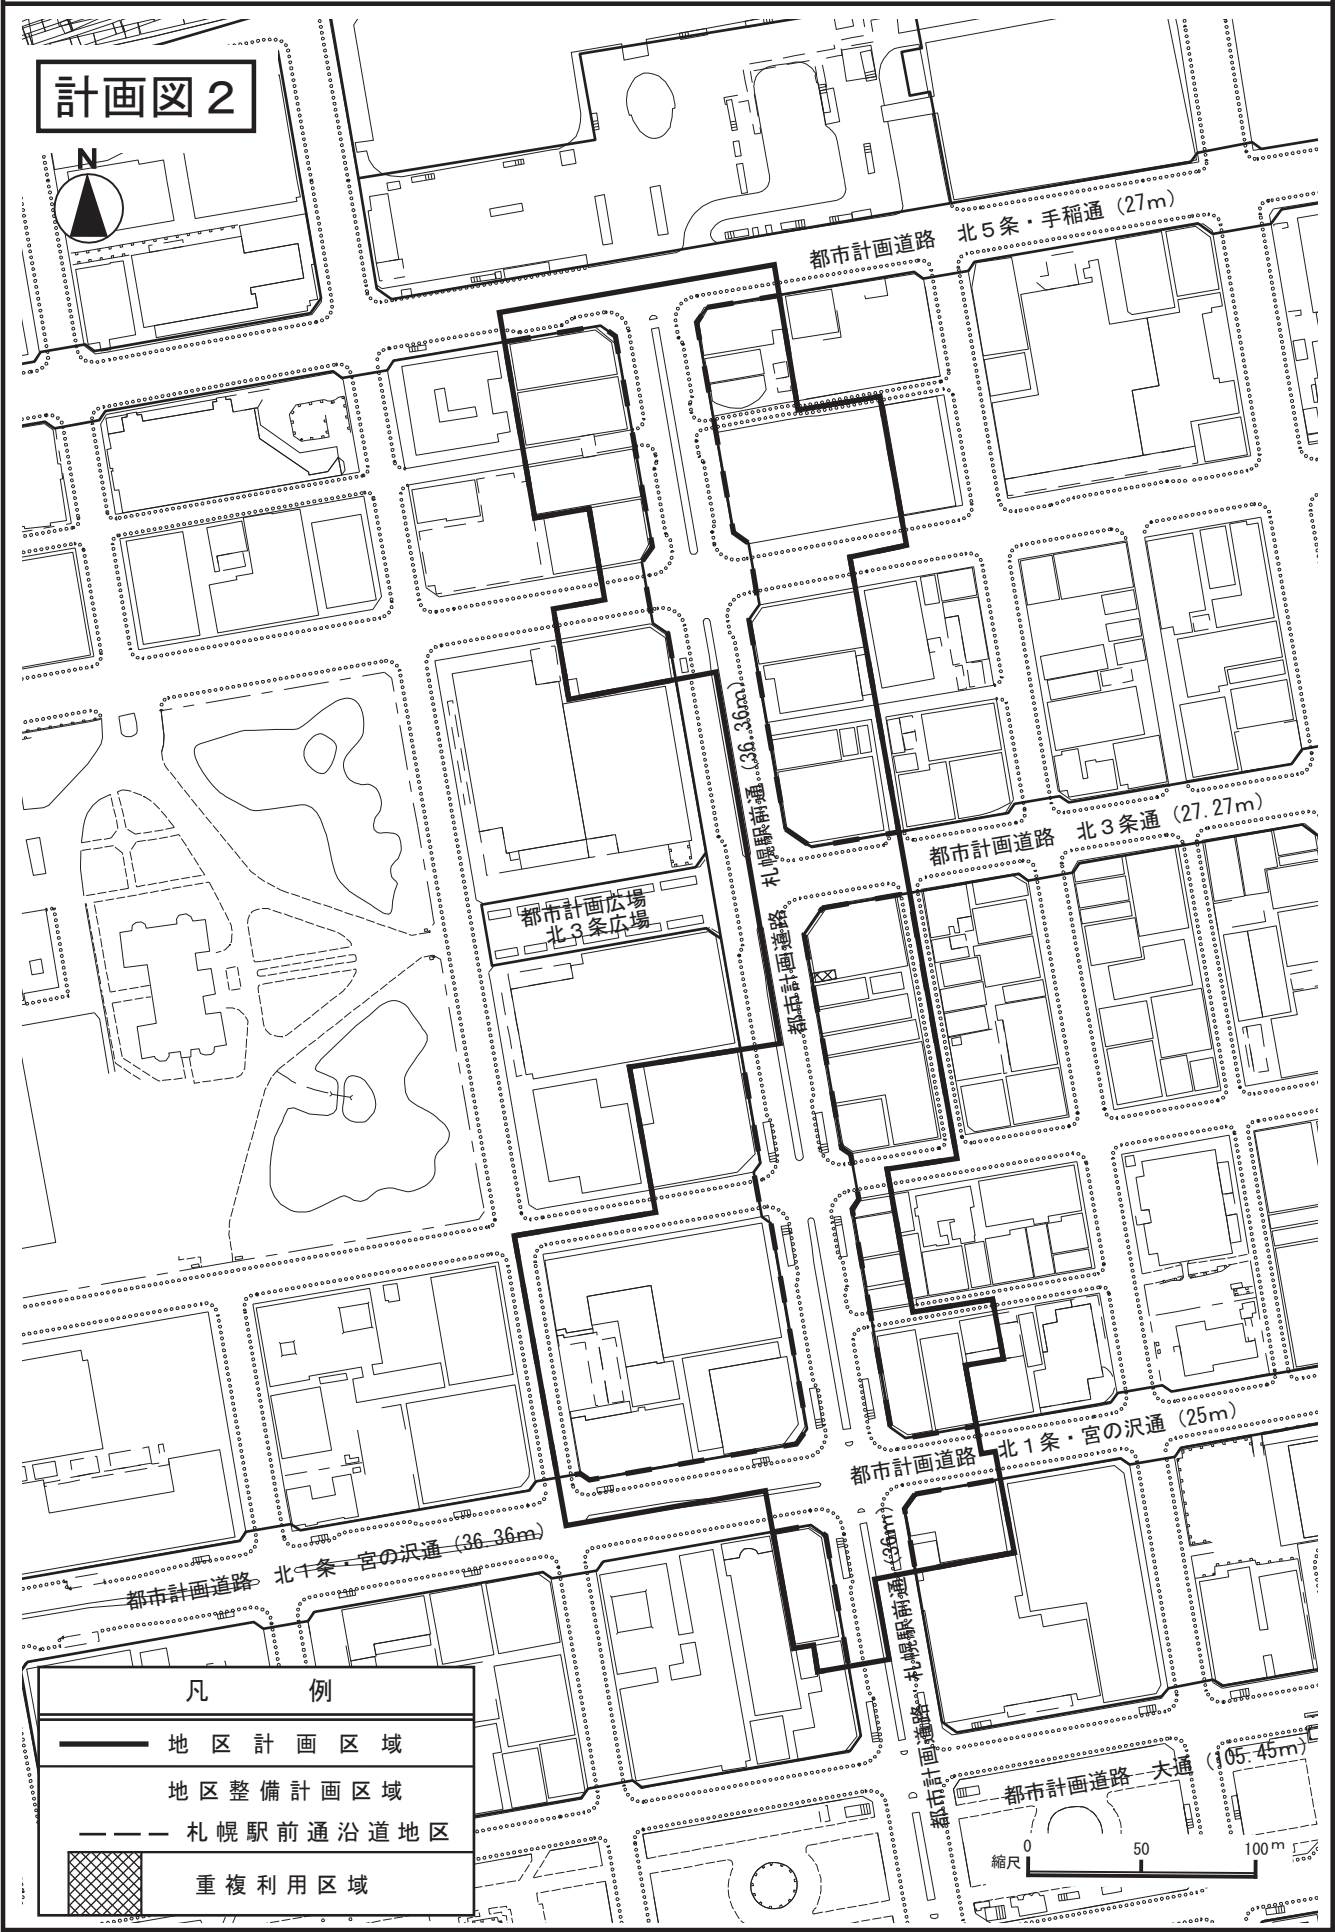 計画図２
N
都市計画道路　北５条・手稲通（27m）
都市計画道路　札幌駅前通（36.36m）
都市計画道路　北３条通（27.27m）
都市計画広場
北３条広場
都市計画道路　北１条・宮の沢通（25m）
都市計画道路　北１条・宮の沢通（36.36m）
都市計画道路　札幌駅前通（36m）
都市計画道路　大通（105.45m）
凡　例
地区計画区域
地区整備計画区域
札幌駅前通沿道地区
重複利用区域
縮尺 0 50 100m